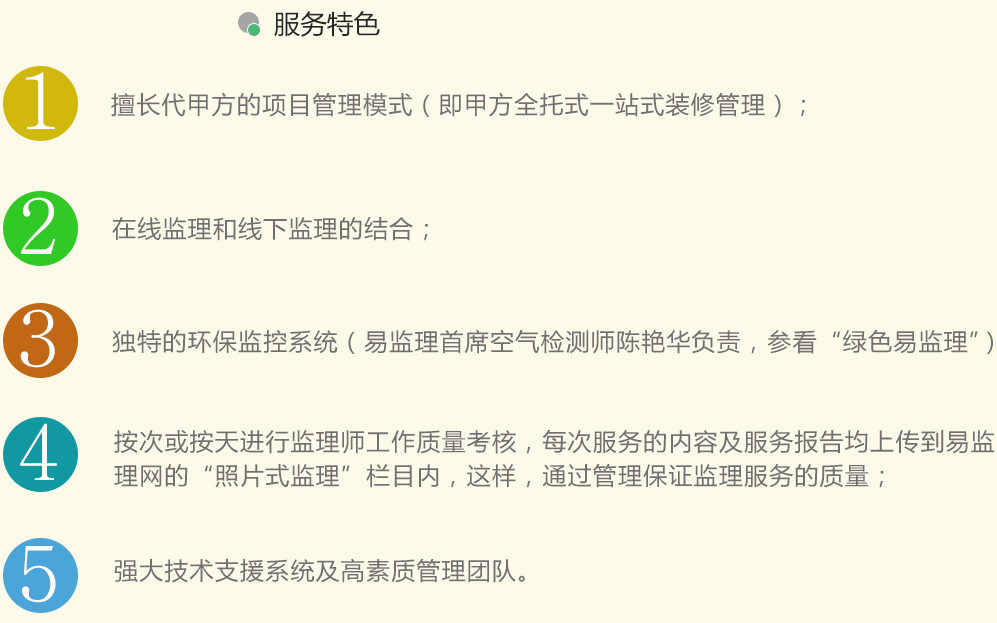 服务特色
1
擅长代甲方的项目管理模式（即甲方全托式一站式装修管理）；
2
在线监理和线下监理的结合；
3
独特的环保监控系统（易监理首席空气检测师陈艳华负责，参看“绿色易监理”）
4
按次或按天进行监理师工作质量考核，每次服务的内容及服务报告均上传到易监
理网的“照片式监理”栏目内，这样，通过管理保证监理服务的质量；
5
强大技术支援系统及高素质管理团队。